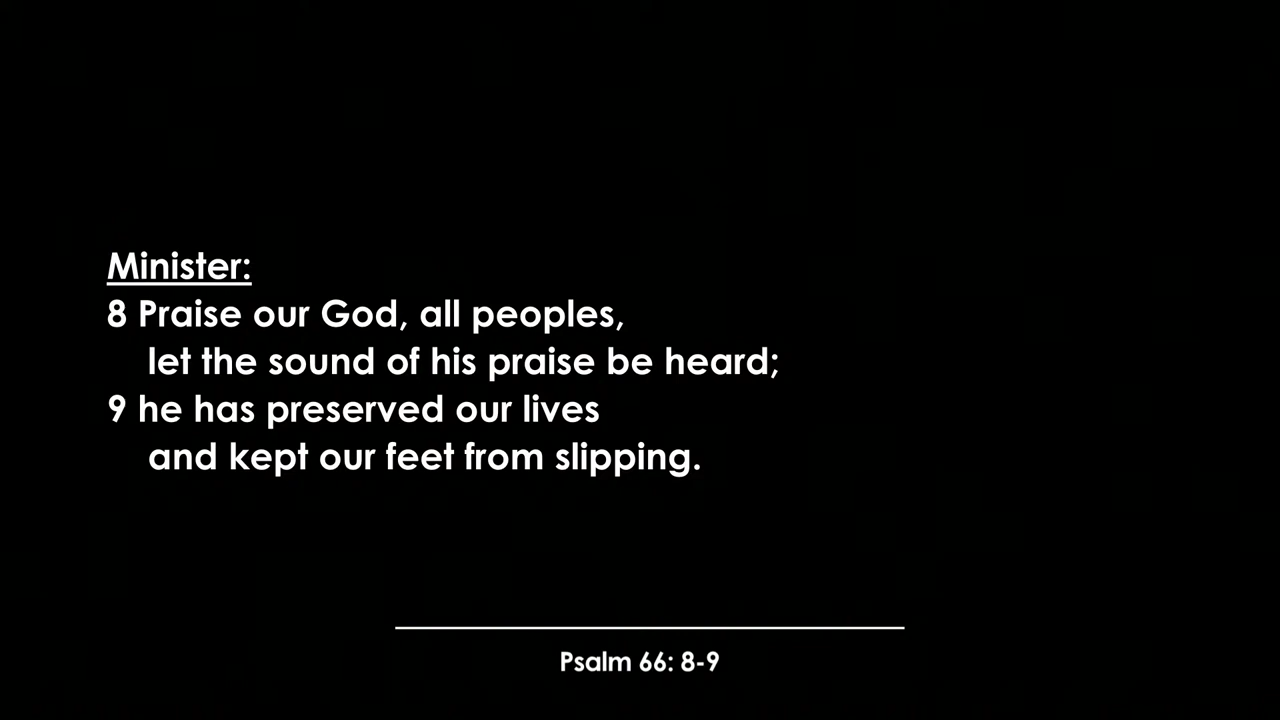 Minister:
8 Praise our God, all peoples,
let the sound of his praise be heard;
9 he has preserved our lives
and kept our feet from slipping.
Psalm 66: 8-9